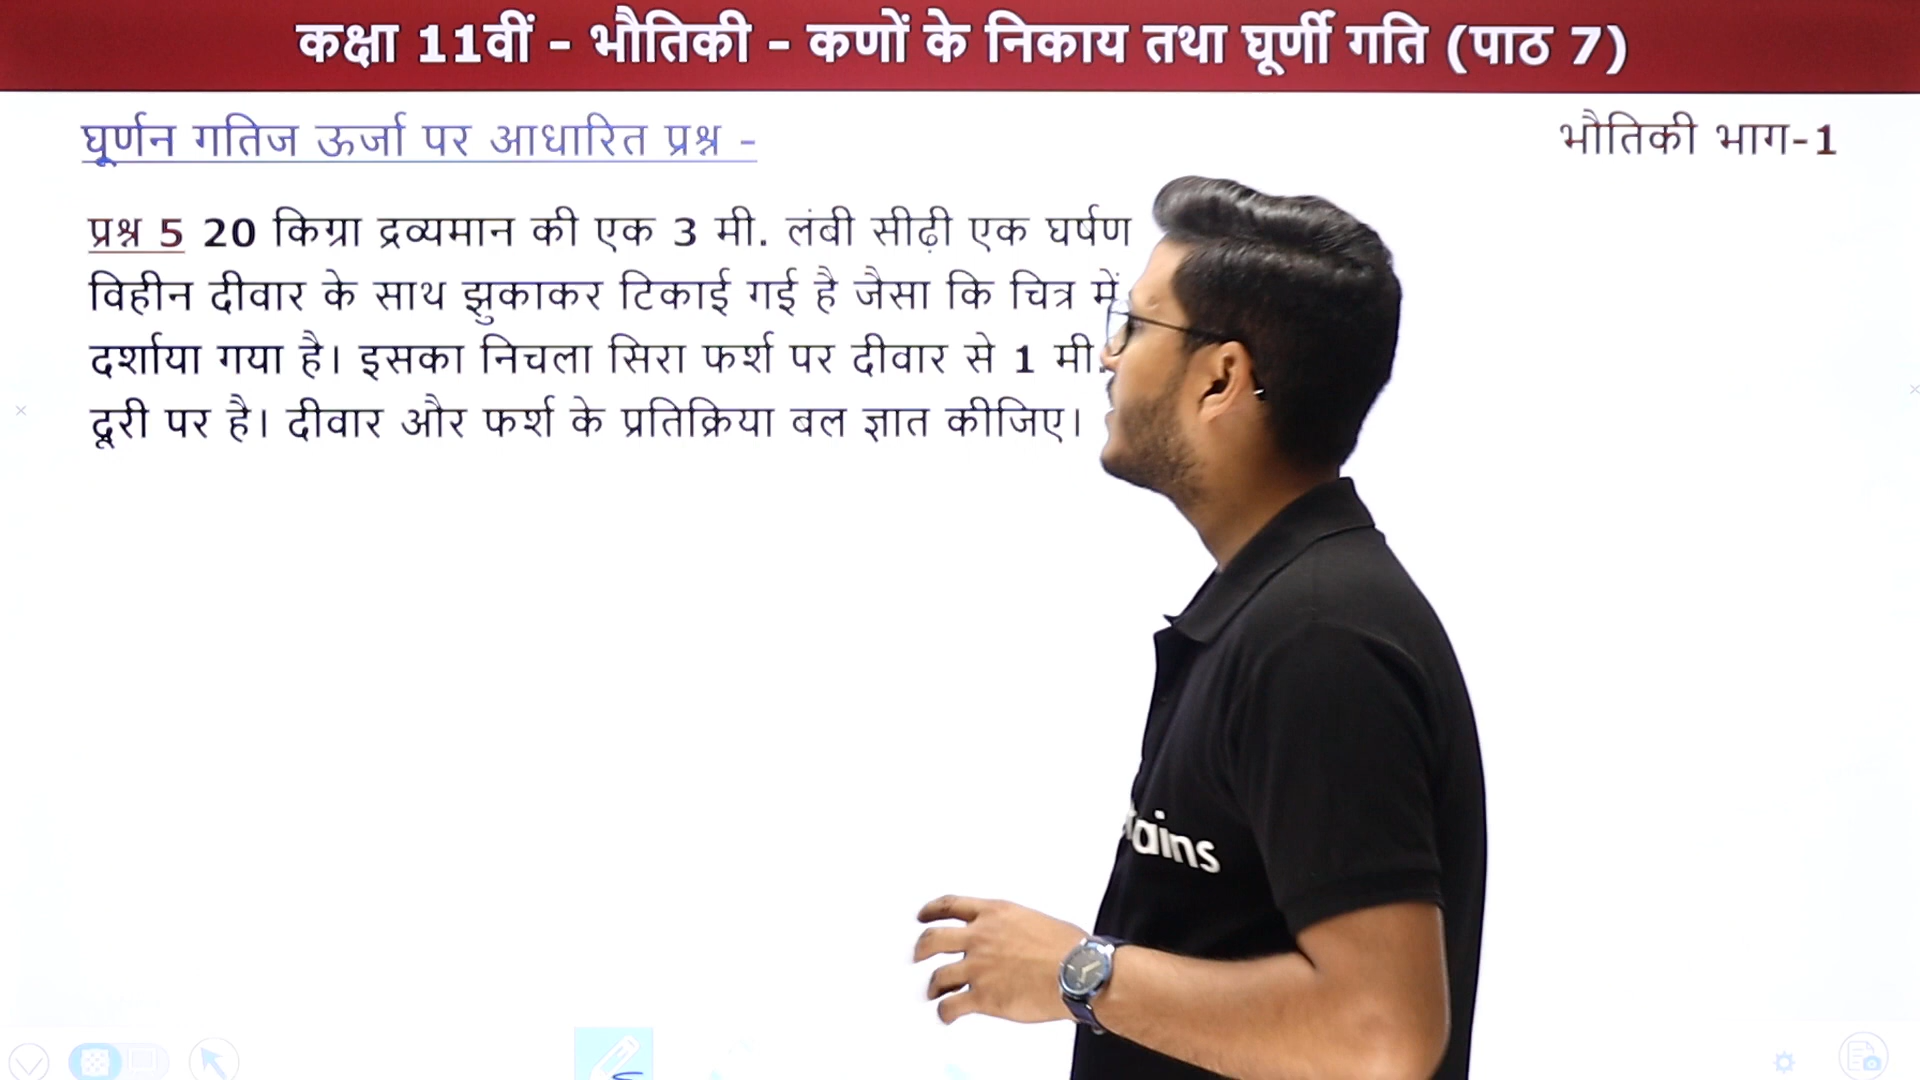 कक्षा 11वीं - भौतिकी - कणों के निकाय तथा घूर्णी गति (पाठ 7)
घूर्णन गतिज ऊर्जा पर आधारित प्रश्न -
भौतिकी भाग-1
प्रश्न 5 20 किग्रा द्रव्यमान की एक 3 मी. लंबी सीढ़ी एक घर्षण
विहीन दीवार के साथ झुकाकर टिकाई गई है जैसा कि चित्र में
दर्शाया गया है। इसका निचला सिरा फर्श पर दीवार से 1 मी.
दूरी पर है। दीवार और फर्श के प्रतिक्रिया बल ज्ञात कीजिए।